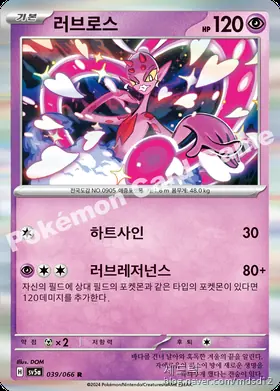 기본 러브로스 HP 120
전국도감 NO.0905
48.0 kg
하트사인 30
러브레저넌스 80+
자신의 필드에 상대 필드의 포켓몬과 같은 타입의 포켓몬이 있다면
120데미지를 추가한다.
약점 ×2 저항력 후퇴
Illus. DOM
H sv5a 039/066 R
©2024 Pokémon/Nintendo/Creatures/GAME FREAK
Pokémon Card Game